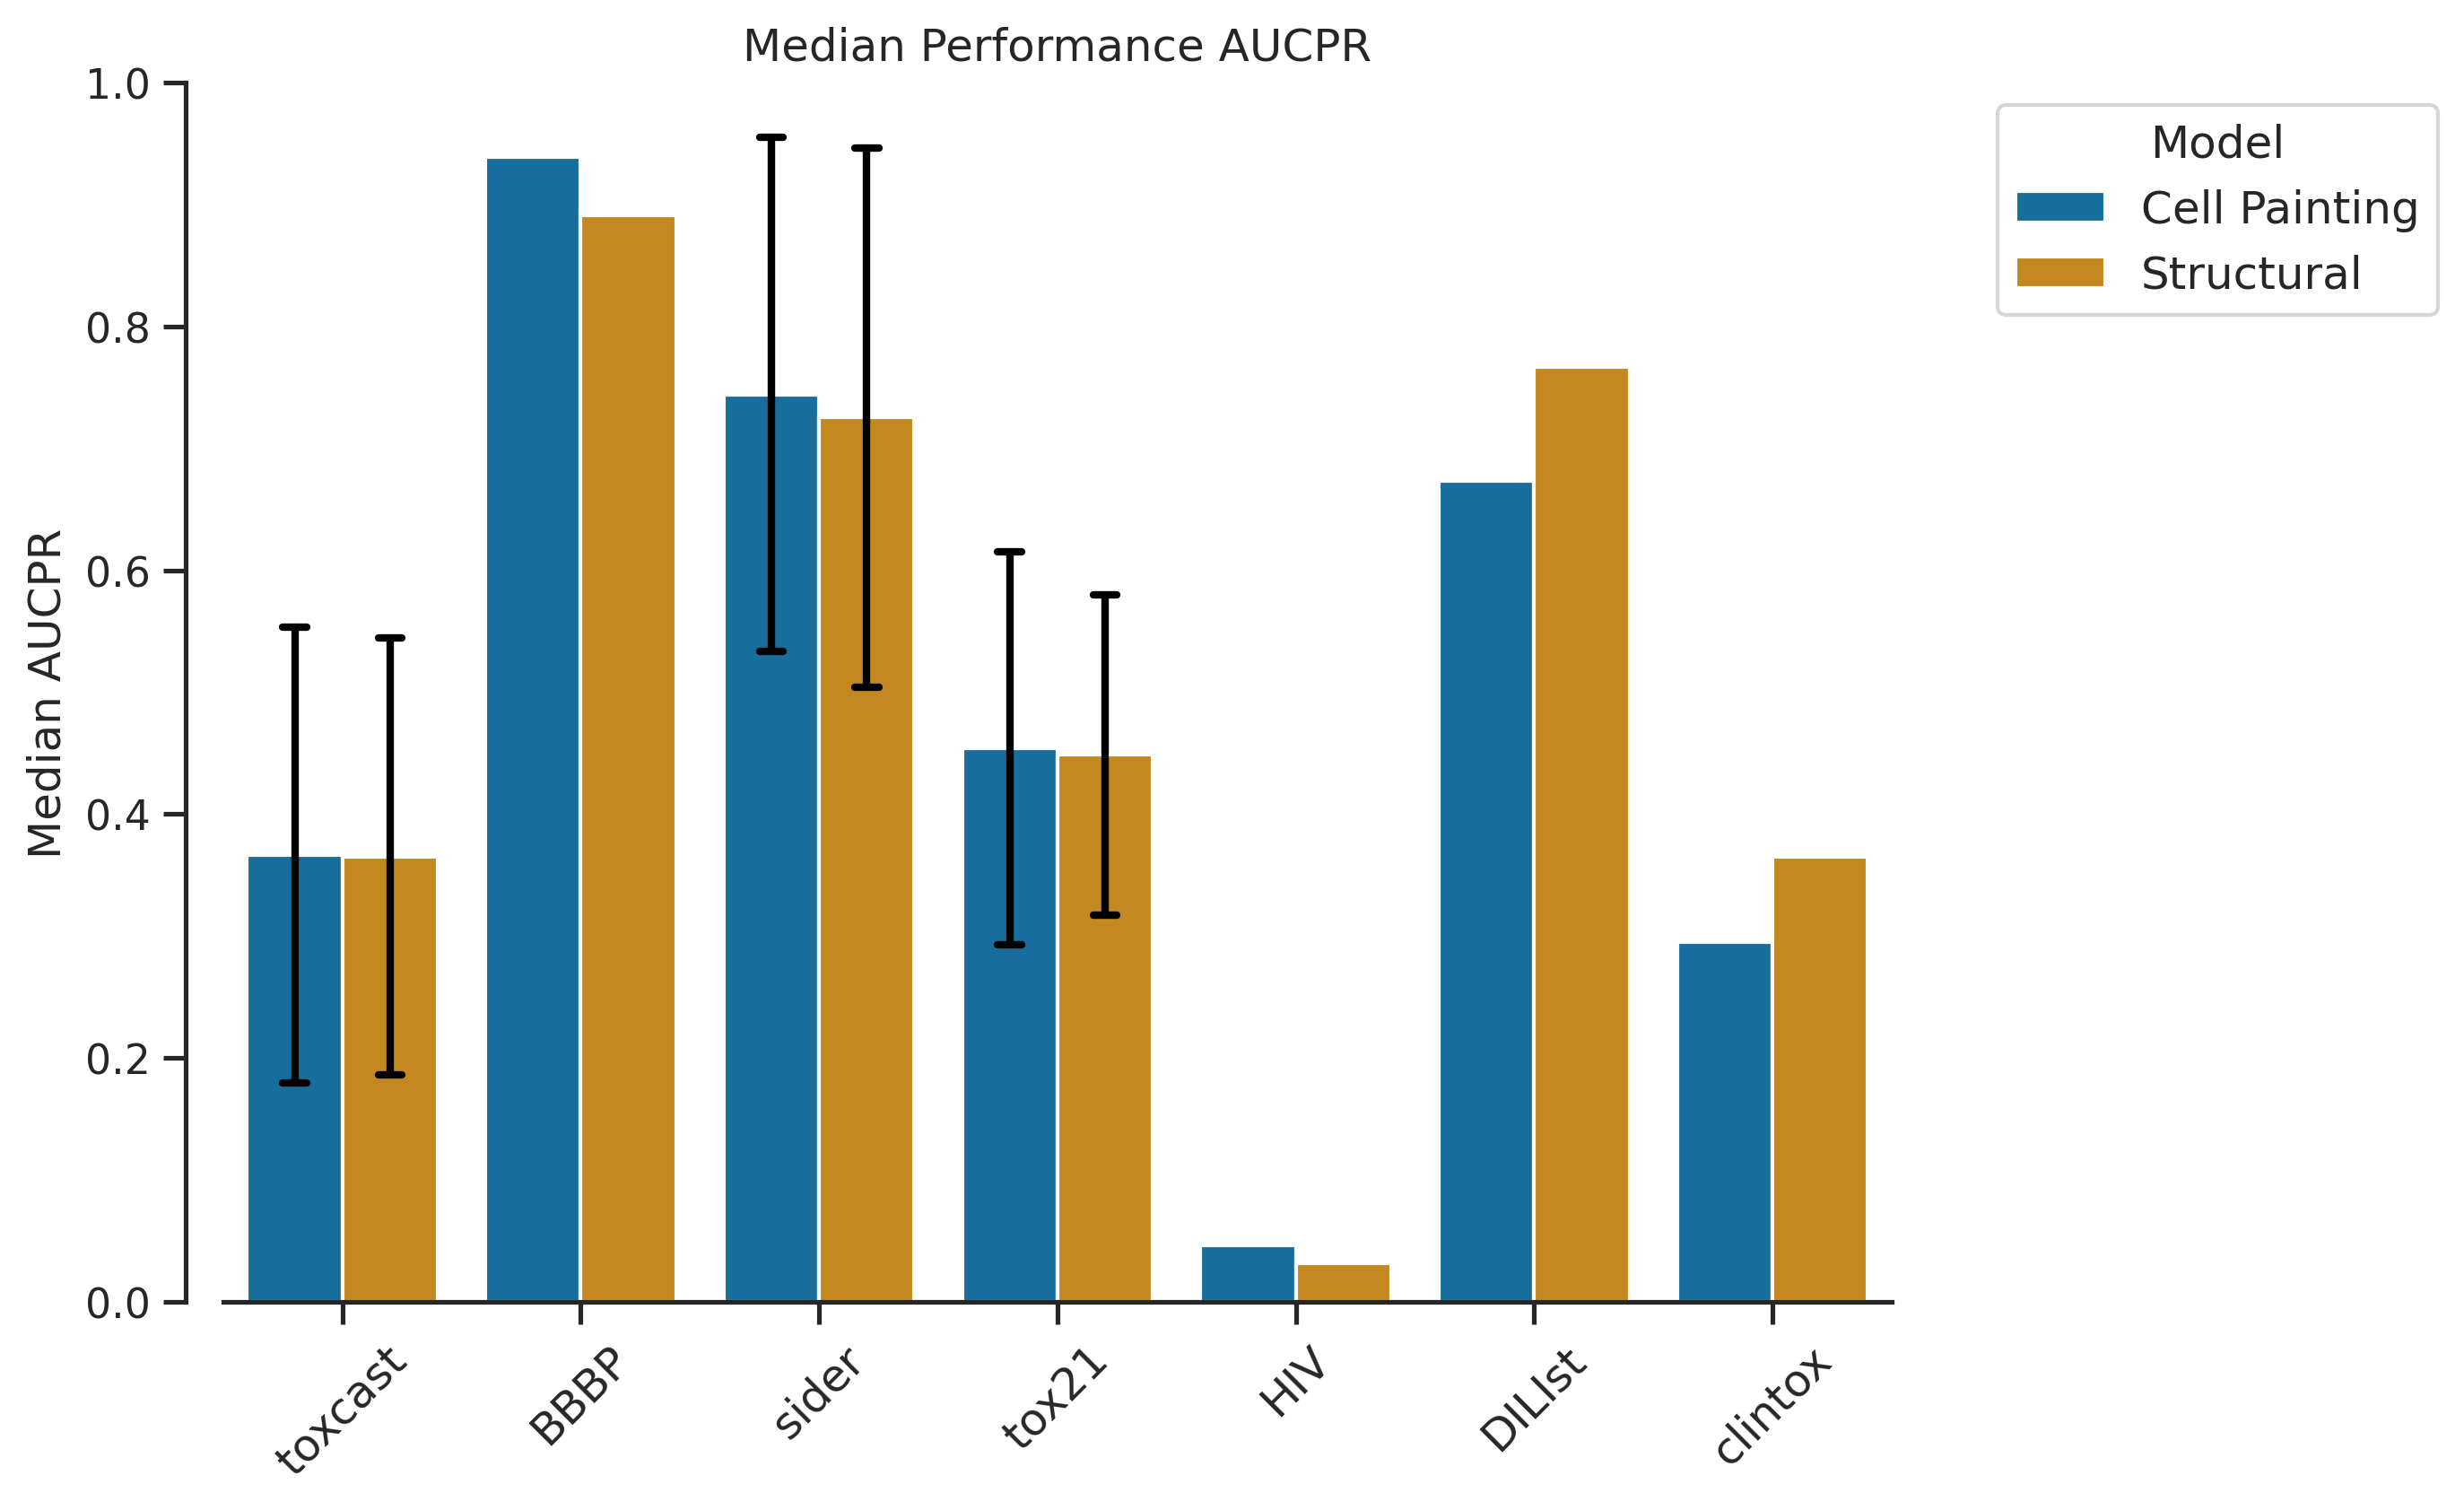 Median Performance AUCPR
1.0
0.8
0.6
0.4
0.2
0.0
Median AUCPR
toxcast
BBBP
sider
tox21
HIV
DILIst
clintox
Model
Cell Painting
Structural